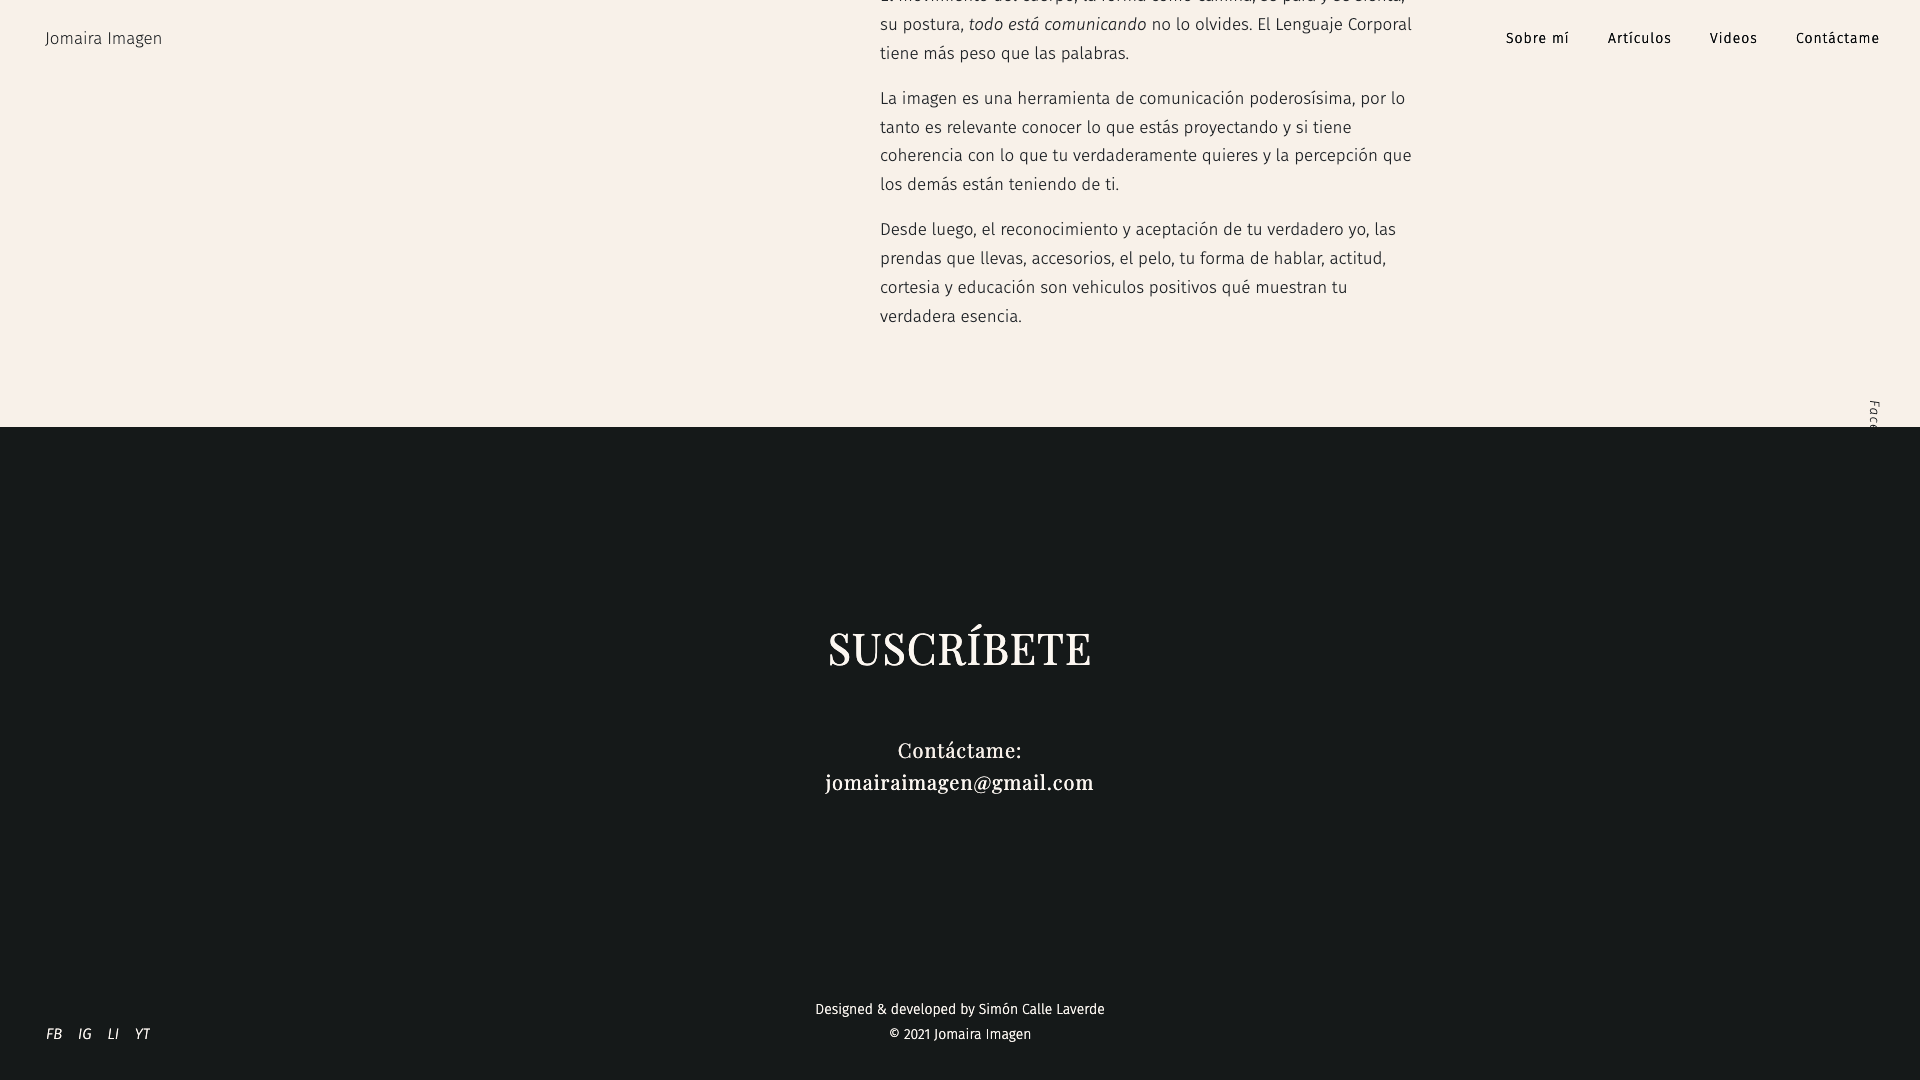 Jomaira Imagen
Sobre mí
Artículos
Videos
Contáctame
su postura, todo está comunicando no lo olvides. El Lenguaje Corporal
tiene más peso que las palabras.
La imagen es una herramienta de comunicación poderosísima, por lo
tanto es relevante conocer lo que estás proyectando y si tiene
coherencia con lo que tu verdaderamente quieres y la percepción que
los demás están teniendo de ti.
Desde luego, el reconocimiento y aceptación de tu verdadero yo, las
prendas que llevas, accesorios, el pelo, tu forma de hablar, actitud,
cortesia y educación son vehiculos positivos qué muestran tu
verdadera esencia.
Face
SUSCRÍBETE
Contáctame:
jomairaimagen@gmail.com
Designed & developed by Simón Calle Laverde
© 2021 Jomaira Imagen
FB IG LI YT